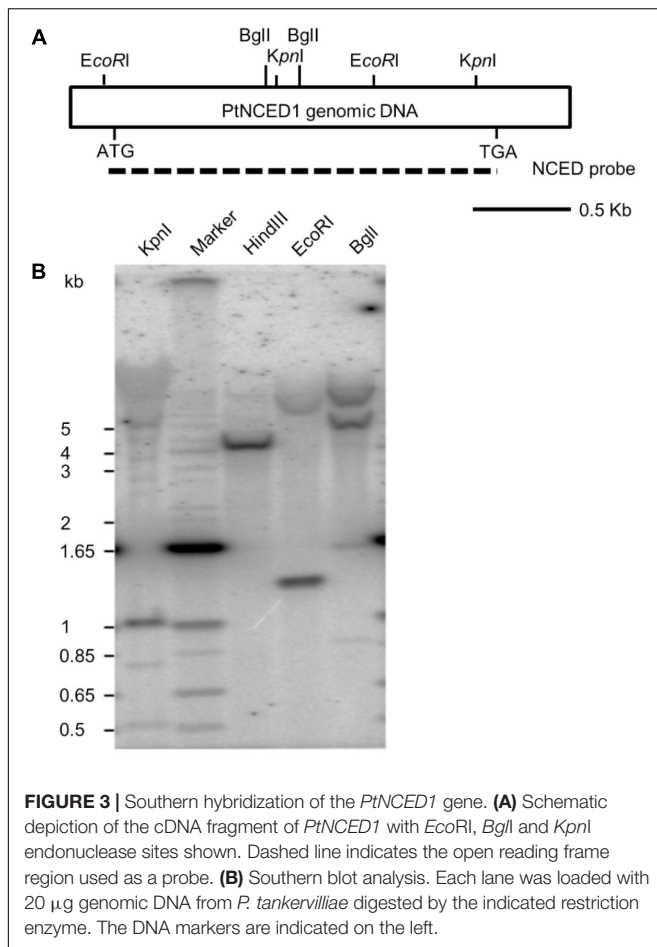 A
BglI BglI
EcoRI KpnI EcoRI KpnI
PtNCED1 genomic DNA
ATG TGA
NCED probe
0.5 Kb
KpnI Marker HindIII EcoRI BglI
B kb
5
4
3
2
1.65
1
0.85
0.65
0.5
FIGURE 3 | Southern hybridization of the PtNCED1 gene. (A) Schematic
depiction of the cDNA fragment of PtNCED1 with EcoRI, BglI and KpnI
endonuclease sites shown. Dashed line indicates the open reading frame
region used as a probe. (B) Southern blot analysis. Each lane was loaded with
20 μg genomic DNA from P. tankervilliae digested by the indicated restriction
enzyme. The DNA markers are indicated on the left.